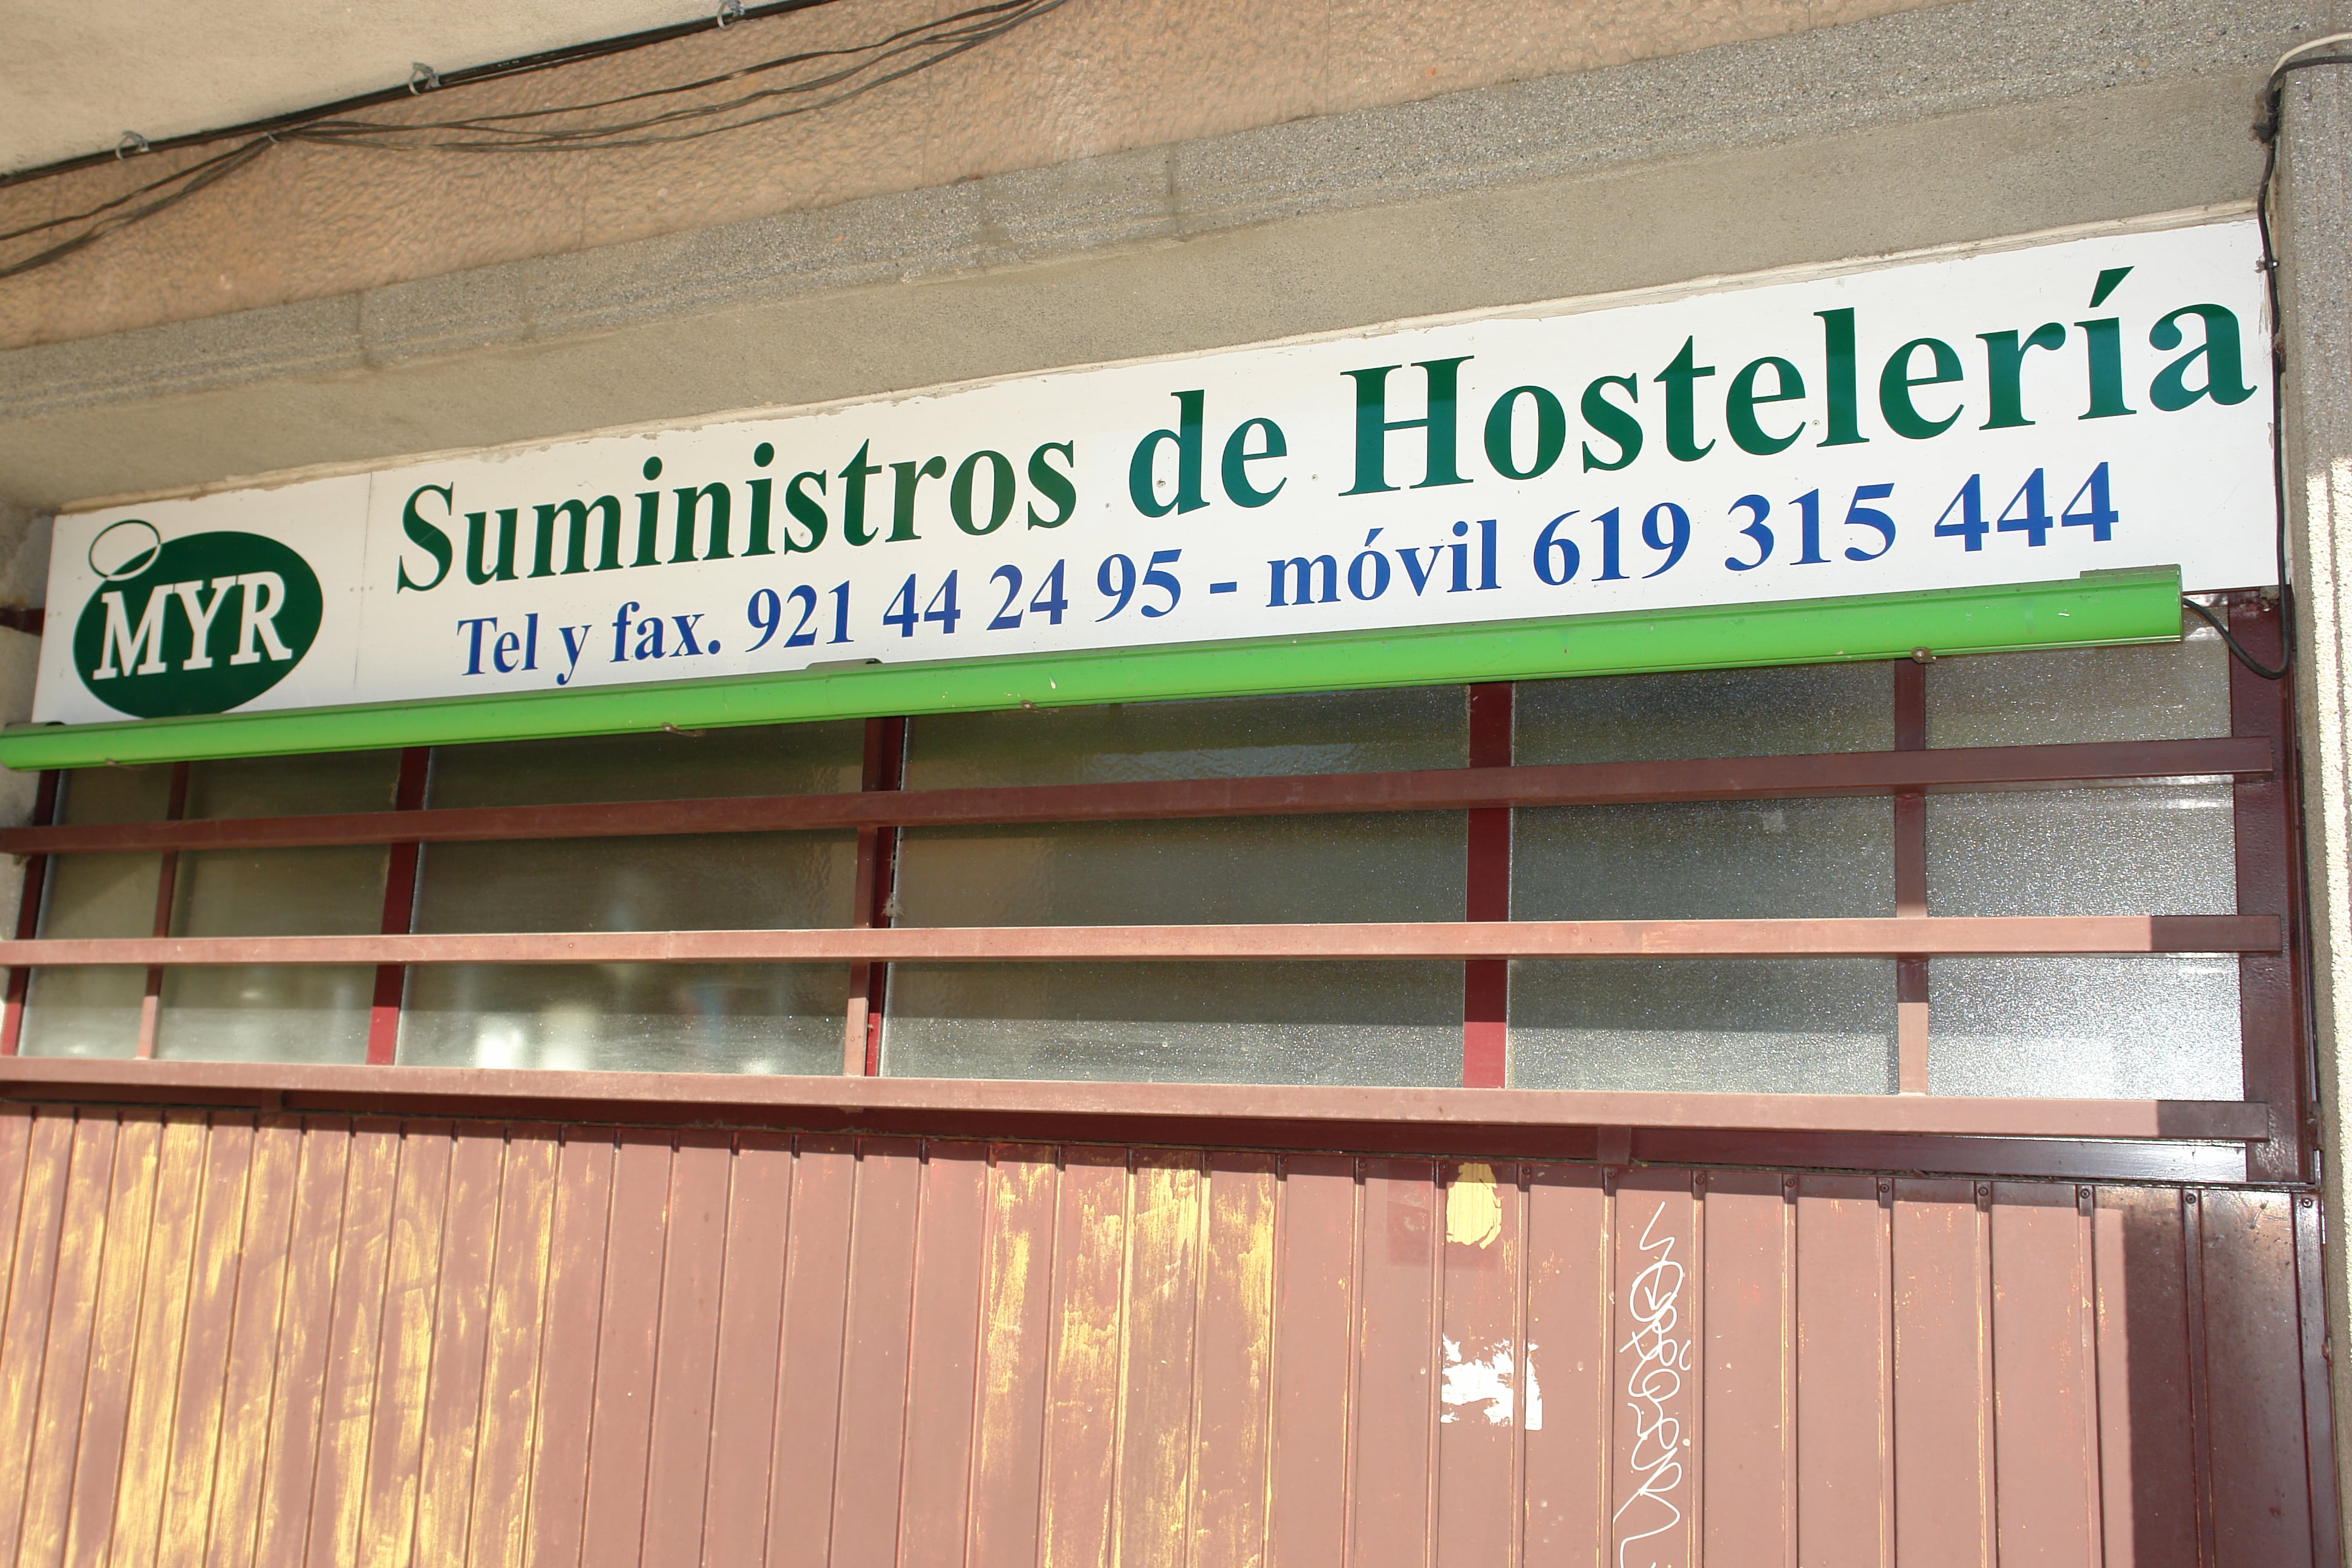 MYR
Suministros de Hostelería
Tel y fax. 921 44 24 95 - móvil 619 315 444